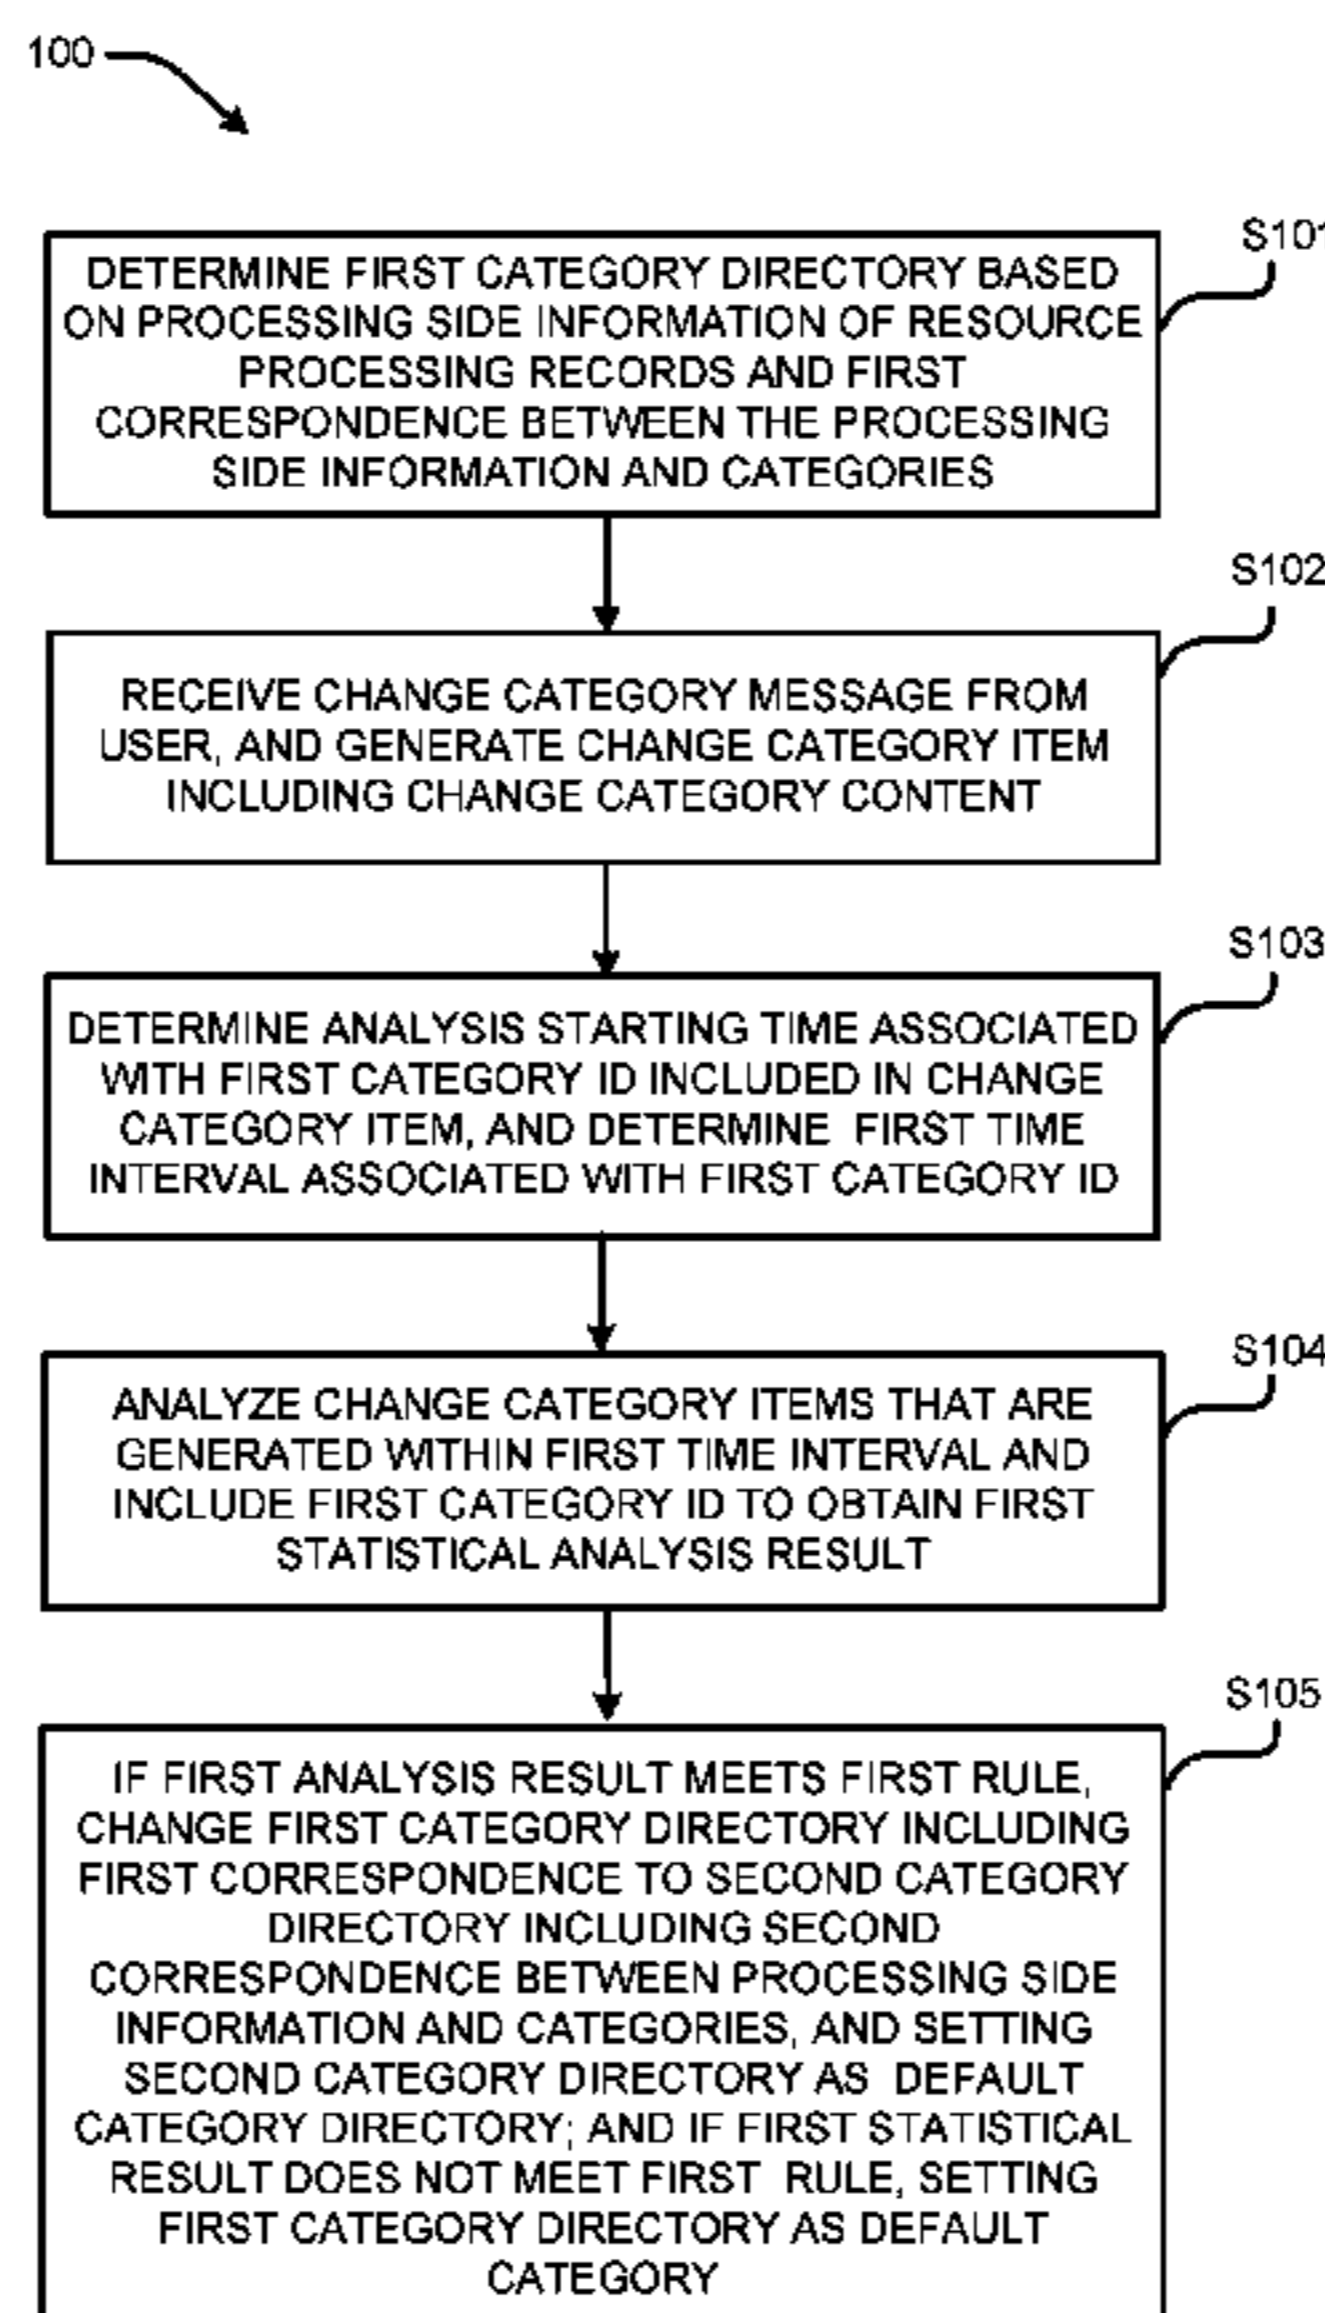 100
S101
DETERMINE FIRST CATEGORY DIRECTORY BASED
ON PROCESSING SIDE INFORMATION OF RESOURCE
PROCESSING RECORDS AND FIRST
CORRESPONDENCE BETWEEN THE PROCESSING
SIDE INFORMATION AND CATEGORIES
S102
RECEIVE CHANGE CATEGORY MESSAGE FROM
USER, AND GENERATE CHANGE CATEGORY ITEM
INCLUDING CHANGE CATEGORY CONTENT
S103
DETERMINE ANALYSIS STARTING TIME ASSOCIATED
WITH FIRST CATEGORY ID INCLUDED IN CHANGE
CATEGORY ITEM, AND DETERMINE FIRST TIME
INTERVAL ASSOCIATED WITH FIRST CATEGORY ID
S104
ANALYZE CHANGE CATEGORY ITEMS THAT ARE
GENERATED WITHIN FIRST TIME INTERVAL AND
INCLUDE FIRST CATEGORY ID TO OBTAIN FIRST
STATISTICAL ANALYSIS RESULT
S105
IF FIRST ANALYSIS RESULT MEETS FIRST RULE,
CHANGE FIRST CATEGORY DIRECTORY INCLUDING
FIRST CORRESPONDENCE TO SECOND CATEGORY
DIRECTORY INCLUDING SECOND
CORRESPONDENCE BETWEEN PROCESSING SIDE
INFORMATION AND CATEGORIES, AND SETTING
SECOND CATEGORY DIRECTORY AS DEFAULT
CATEGORY DIRECTORY; AND IF FIRST STATISTICAL
RESULT DOES NOT MEET FIRST RULE, SETTING
FIRST CATEGORY DIRECTORY AS DEFAULT
CATEGORY